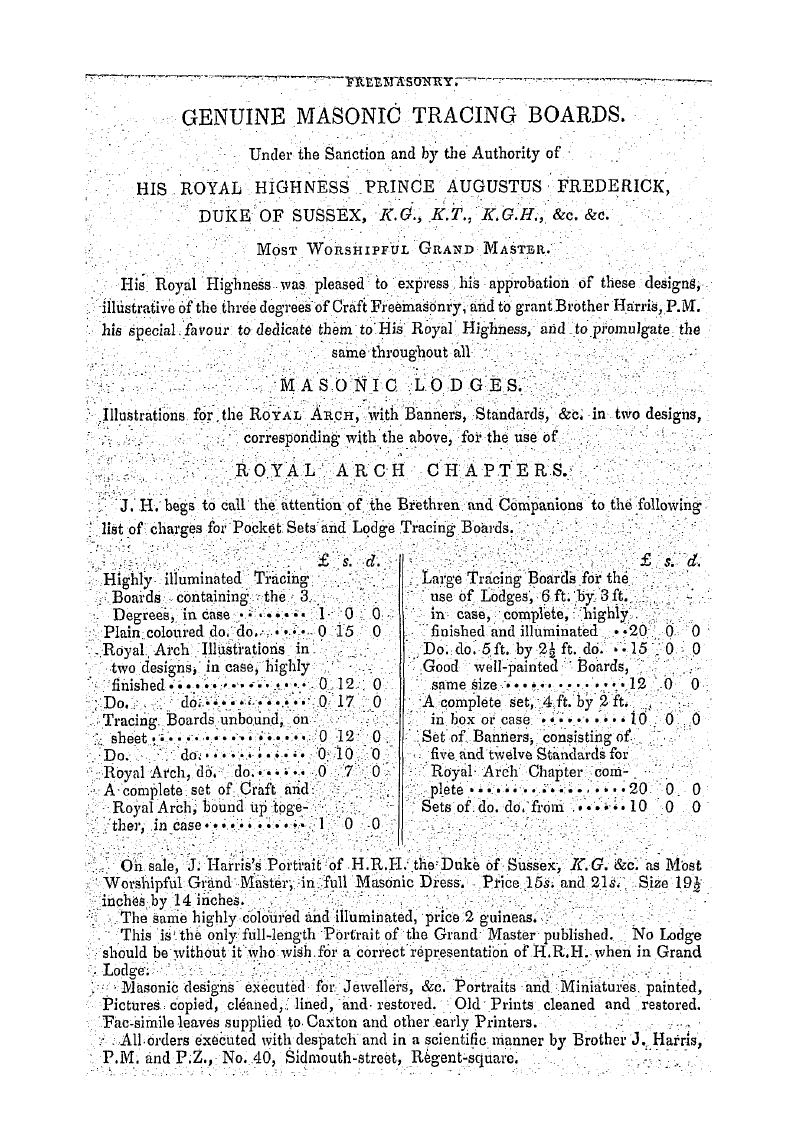 FREEMASONRY.
GENUINE MASONIC TRACING BOARDS.
Under the Sanction and by the Authority of
HIS ROYAL HIGHNESS PRINCE AUGUSTUS FREDERICK,
DUKE OF SUSSEX, K.G., K.T., K.G.H., &c. &c.
MOST WORSHIPFUL GRAND MASTER.
His Royal Highness was pleased to express his approbation of these designs,
illustrative of the three degrees of Craft Freemasonry, and to grant Brother Harris, P.M.
his special favour to dedicate them to His Royal Highness, and to promulgate the
same throughout all
MASONIC LODGES.
Illustrations for the ROYAL ARCH, with Banners, Standards, &c. in two designs,
corresponding with the above, for the use of
ROYAL ARCH CHAPTERS.
J. H. begs to call the attention of the Brethren and Companions to the following
list of charges for Pocket Sets and Lodge Tracing Boards.
£ s. d.
Highly illuminated Tracing
Boards containing the 3
Degrees, in case ........ 1 0 0
Plain coloured do. do...... 0 15 0
Royal Arch Illustrations in
two designs, in case, highly
finished ................ 0 12 0
Do. do............. 0 17 0
Tracing Boards unbound, on
sheet .................. 0 12 0
Do. do............. 0 10 0
Royal Arch, do. do....... 0 7 0
A complete set of Craft and
Royal Arch, bound up toge-
ther, in case ............ 1 0 0
£ s. d.
Large Tracing Boards for the
use of Lodges, 6 ft. by 3 ft.
in case, complete, highly
finished and illuminated ..20 0 0
Do. do. 5 ft. by 2½ ft. do. ..15 0 0
Good well-painted Boards,
same size ..............12 0 0
A complete set, 4 ft. by 2 ft.
in box or case ..........10 0 0
Set of Banners, consisting of
five and twelve Standards for
Royal Arch Chapter com-
plete ..................20 0 0
Sets of do. do. from ......10 0 0
On sale, J. Harris's Portrait of H.R.H. the Duke of Sussex, K.G. &c. as Most
Worshipful Grand Master, in full Masonic Dress. Price 15s. and 21s. Size 19½
inches by 14 inches.
The same highly coloured and illuminated, price 2 guineas.
This is the only full-length Portrait of the Grand Master published. No Lodge
should be without it who wish for a correct representation of H.R.H. when in Grand
Lodge.
Masonic designs executed for Jewellers, &c. Portraits and Miniatures painted,
Pictures copied, cleaned, lined, and restored. Old Prints cleaned and restored.
Fac-simile leaves supplied to Caxton and other early Printers.
All orders executed with despatch and in a scientific manner by Brother J. Harris,
P.M. and P.Z., No. 40, Sidmouth-street, Regent-square.